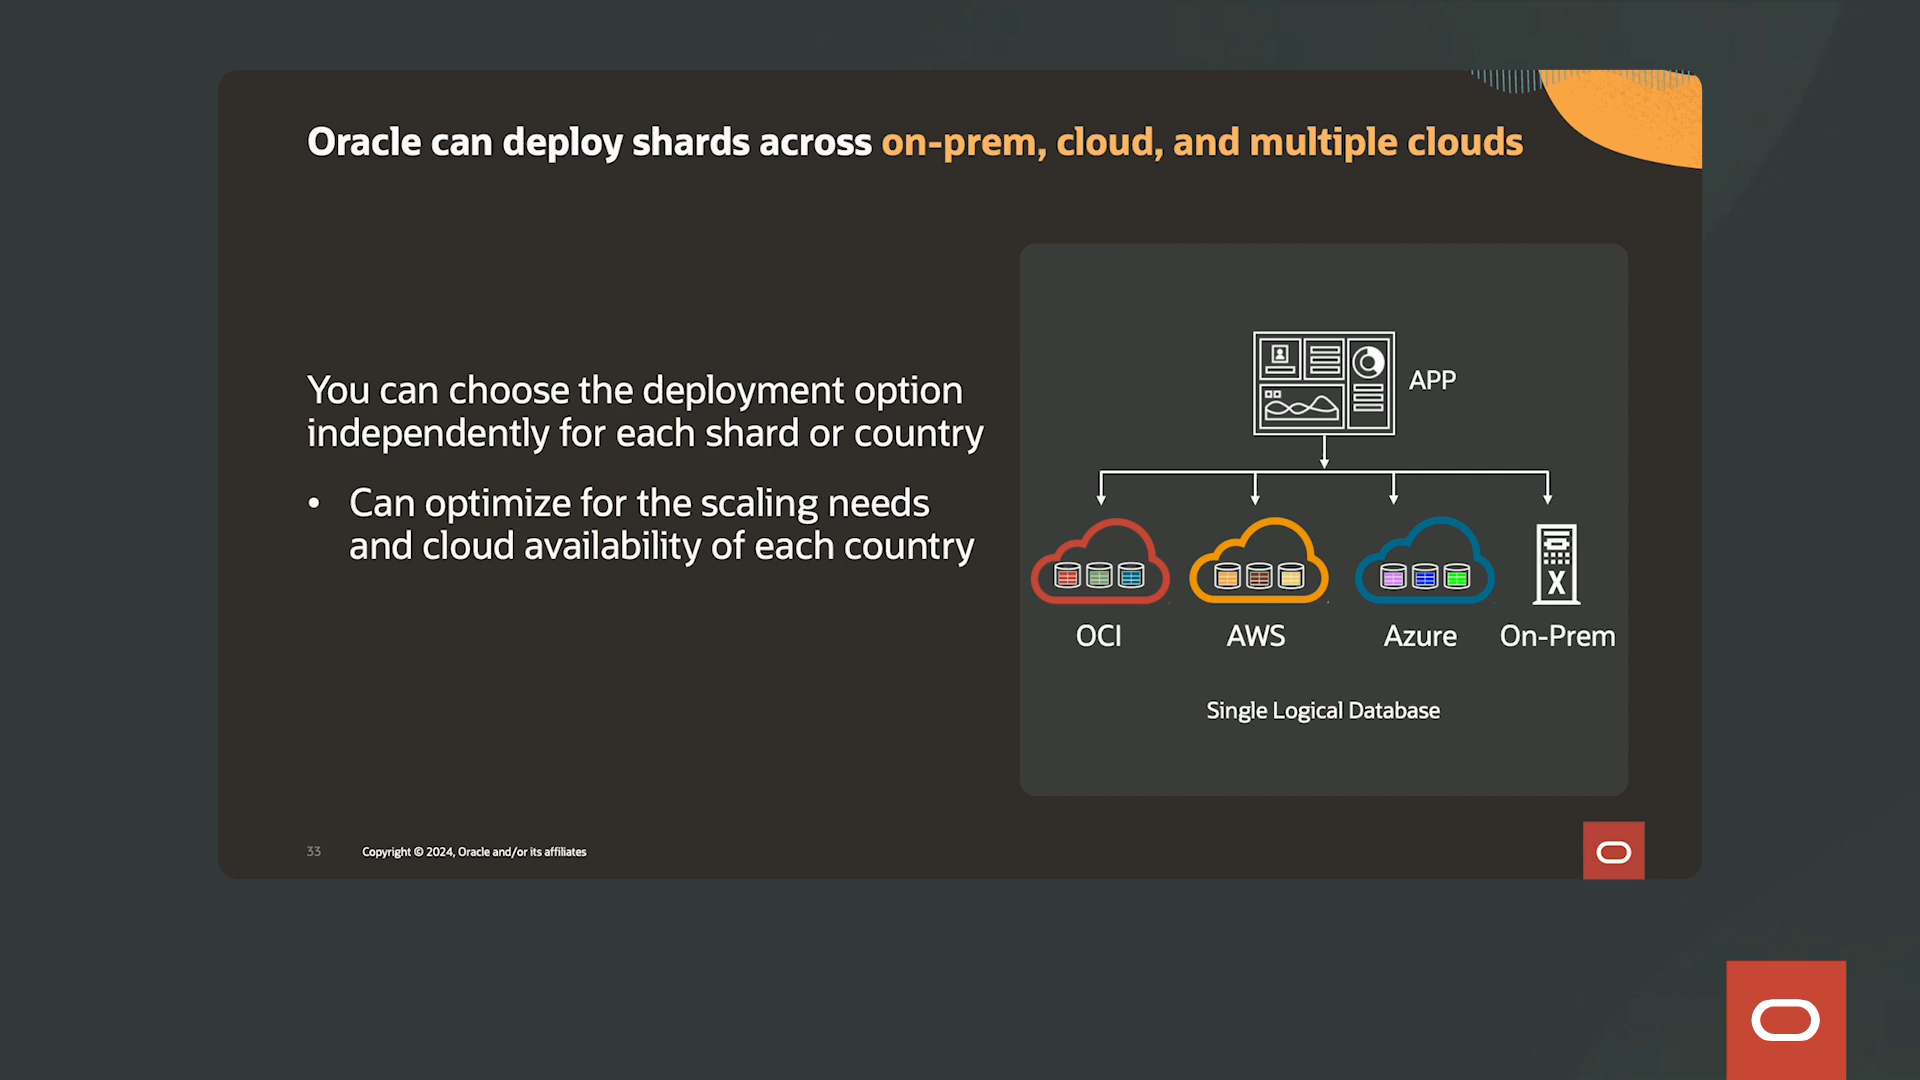 Oracle can deploy shards across on-prem, cloud, and multiple clouds
You can choose the deployment option
independently for each shard or country
• Can optimize for the scaling needs
and cloud availability of each country
APP
X
OCI
AWS
Azure
On-Prem
Single Logical Database
33
Copyright © 2024, Oracle and/or its affiliates